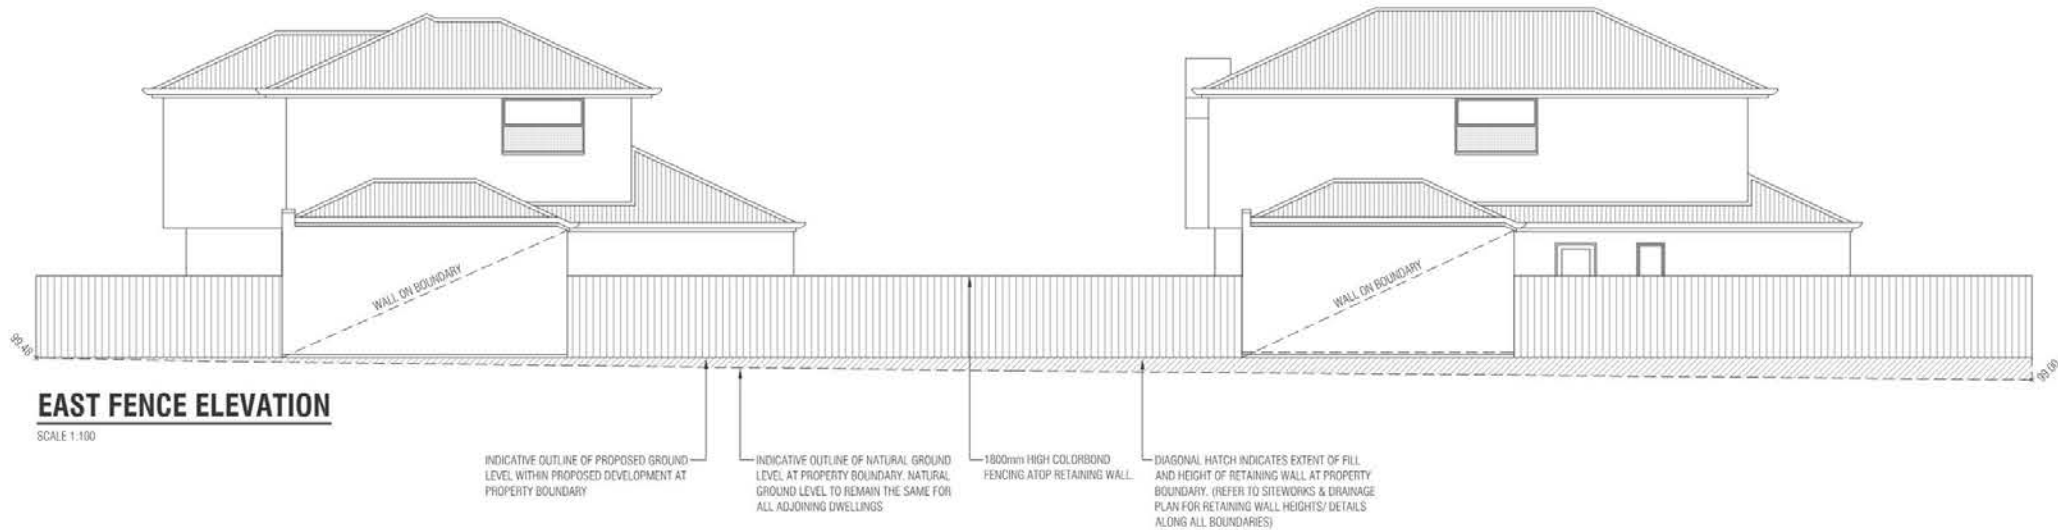 WALL ON BOUNDARY
WALL ON BOUNDARY
99.48
99.00
EAST FENCE ELEVATION
SCALE 1:100
INDICATIVE OUTLINE OF PROPOSED GROUND
LEVEL WITHIN PROPOSED DEVELOPMENT AT
PROPERTY BOUNDARY
INDICATIVE OUTLINE OF NATURAL GROUND
LEVEL AT PROPERTY BOUNDARY. NATURAL
GROUND LEVEL TO REMAIN THE SAME FOR
ALL ADJOINING DWELLINGS
1800mm HIGH COLORBOND
FENCING ATOP RETAINING WALL.
DIAGONAL HATCH INDICATES EXTENT OF FILL
AND HEIGHT OF RETAINING WALL AT PROPERTY
BOUNDARY. (REFER TO SITEWORKS & DRAINAGE
PLAN FOR RETAINING WALL HEIGHTS/ DETAILS
ALONG ALL BOUNDARIES)